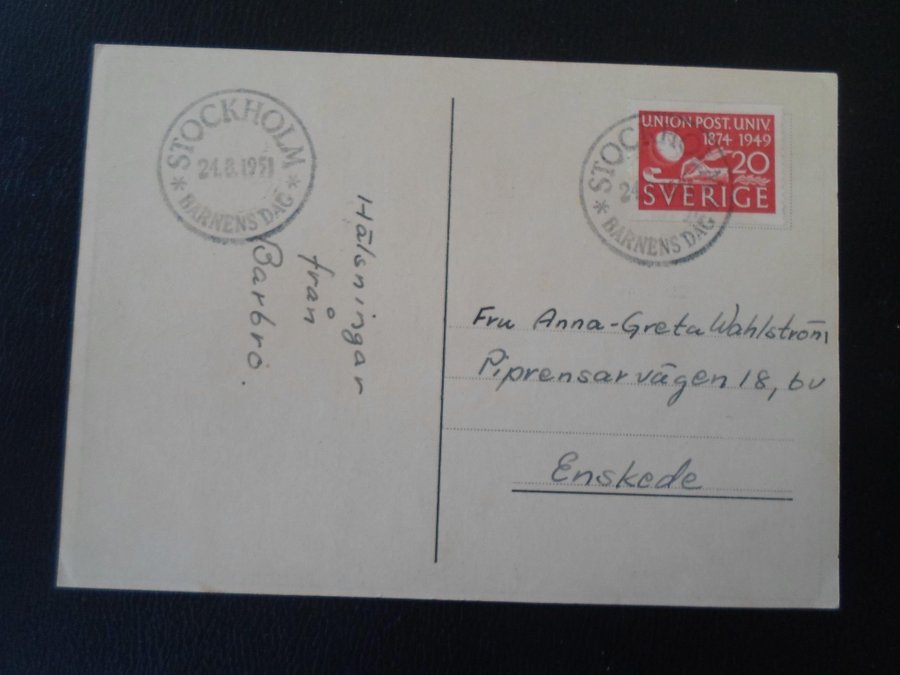 STOCKHOLM
24.8.1951
* BARNENS DAG *
Hälsningar
från
Barbro.
UNION POST. UNIV.
1874 1949
20
SVERIGE
STOCKHOLM
* BARNENS DAG
Fru Anna-Greta Wahlström
Piprensarvägen 18, bv
Enskede